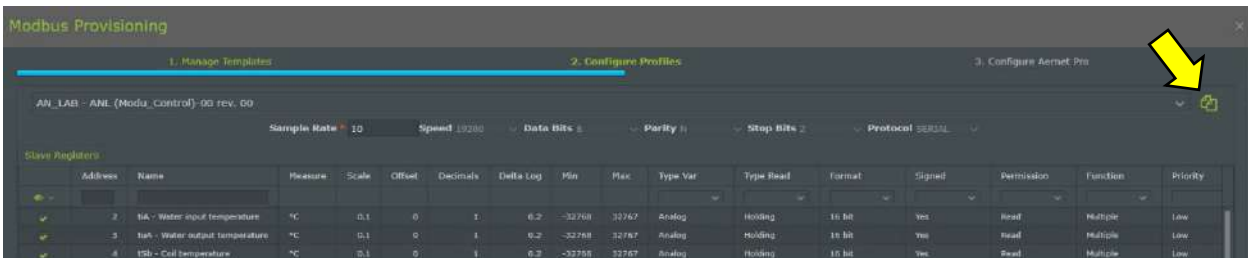 Modbus Provisioning
1. Manage Templates 2. Configure Profiles 3. Configure Aernet Pro
AN_LAB - ANL (Modu_Control)-00 rev. 00
Sample Rate * 10 Speed 19200 Data Bits 8 Parity N Stop Bits 2 Protocol SERIAL
Slave Registers
Address Name Measure Scale Offset Decimals Delta Log Min Max Type Var Type Read Format Signed Permission Function Priority
2 tiA - Water input temperature °C 0.1 0 1 0.2 -32768 32767 Analog Holding 16 bit Yes Read Multiple Low
3 tuA - Water output temperature °C 0.1 0 1 0.2 -32768 32767 Analog Holding 16 bit Yes Read Multiple Low
4 tSb - Coil temperature °C 0.1 0 1 0.2 -32768 32767 Analog Holding 16 bit Yes Read Multiple Low